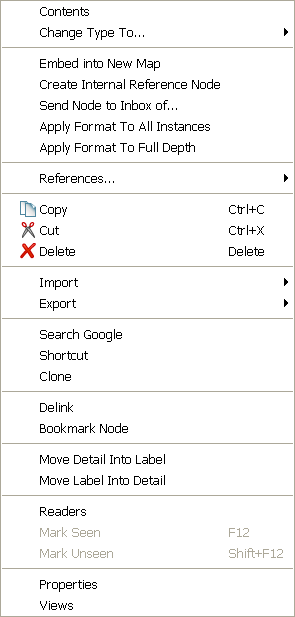 Contents
Change Type To...
Embed into New Map
Create Internal Reference Node
Send Node to Inbox of...
Apply Format To All Instances
Apply Format To Full Depth
References...
Copy Ctrl+C
Cut Ctrl+X
Delete Delete
Import
Export
Search Google
Shortcut
Clone
Delink
Bookmark Node
Move Detail Into Label
Move Label Into Detail
Readers
Mark Seen F12
Mark Unseen Shift+F12
Properties
Views